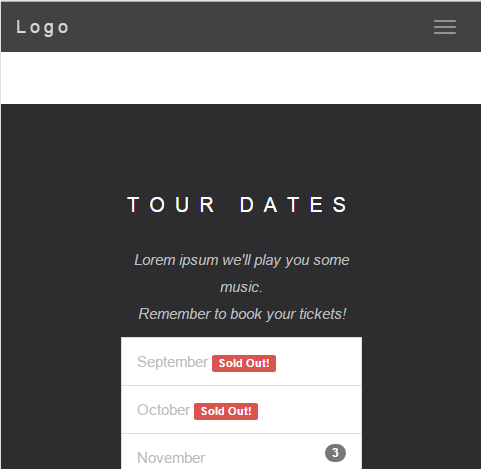 Logo
TOUR DATES
Lorem ipsum we'll play you some
music.
Remember to book your tickets!
September Sold Out!
October Sold Out!
November 3